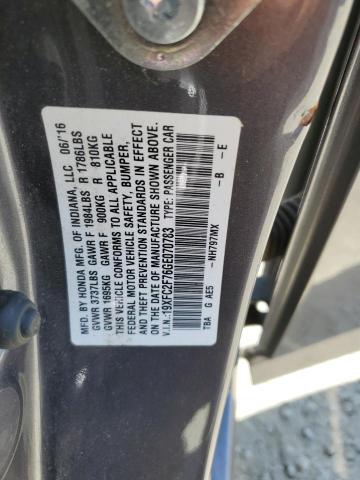 MFD. BY HONDA MFG. OF INDIANA, LLC 06/'16
GVWR 3737LBS GAWR F 1984LBS R 1786LBS
GVWR 1695KG GAWR F 900KG R 810KG
THIS VEHICLE CONFORMS TO ALL APPLICABLE
FEDERAL MOTOR VEHICLE SAFETY, BUMPER,
AND THEFT PREVENTION STANDARDS IN EFFECT
ON THE DATE OF MANUFACTURE SHOWN ABOVE.
V.I.N.:19XFC2F76GE070783 TYPE:PASSENGER CAR
- NH797MX - B - E
TBA G AE5